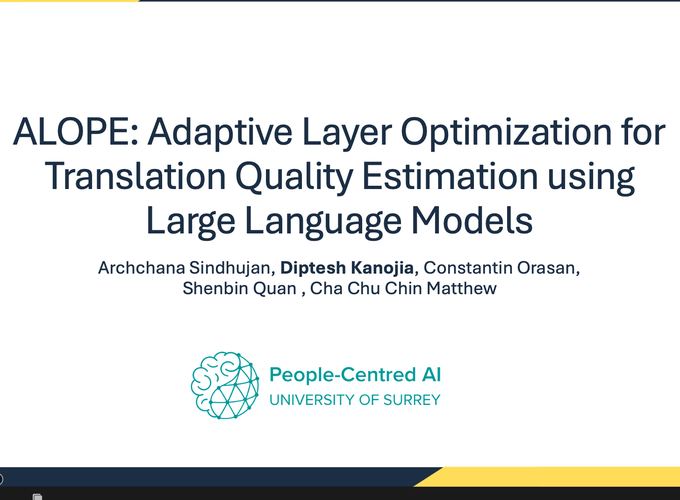 ALOPE: Adaptive Layer Optimization for
Translation Quality Estimation using
Large Language Models
Archchana Sindhujan, Diptesh Kanojia, Constantin Orasan,
Shenbin Quan , Cha Chu Chin Matthew
People-Centred AI
UNIVERSITY OF SURREY